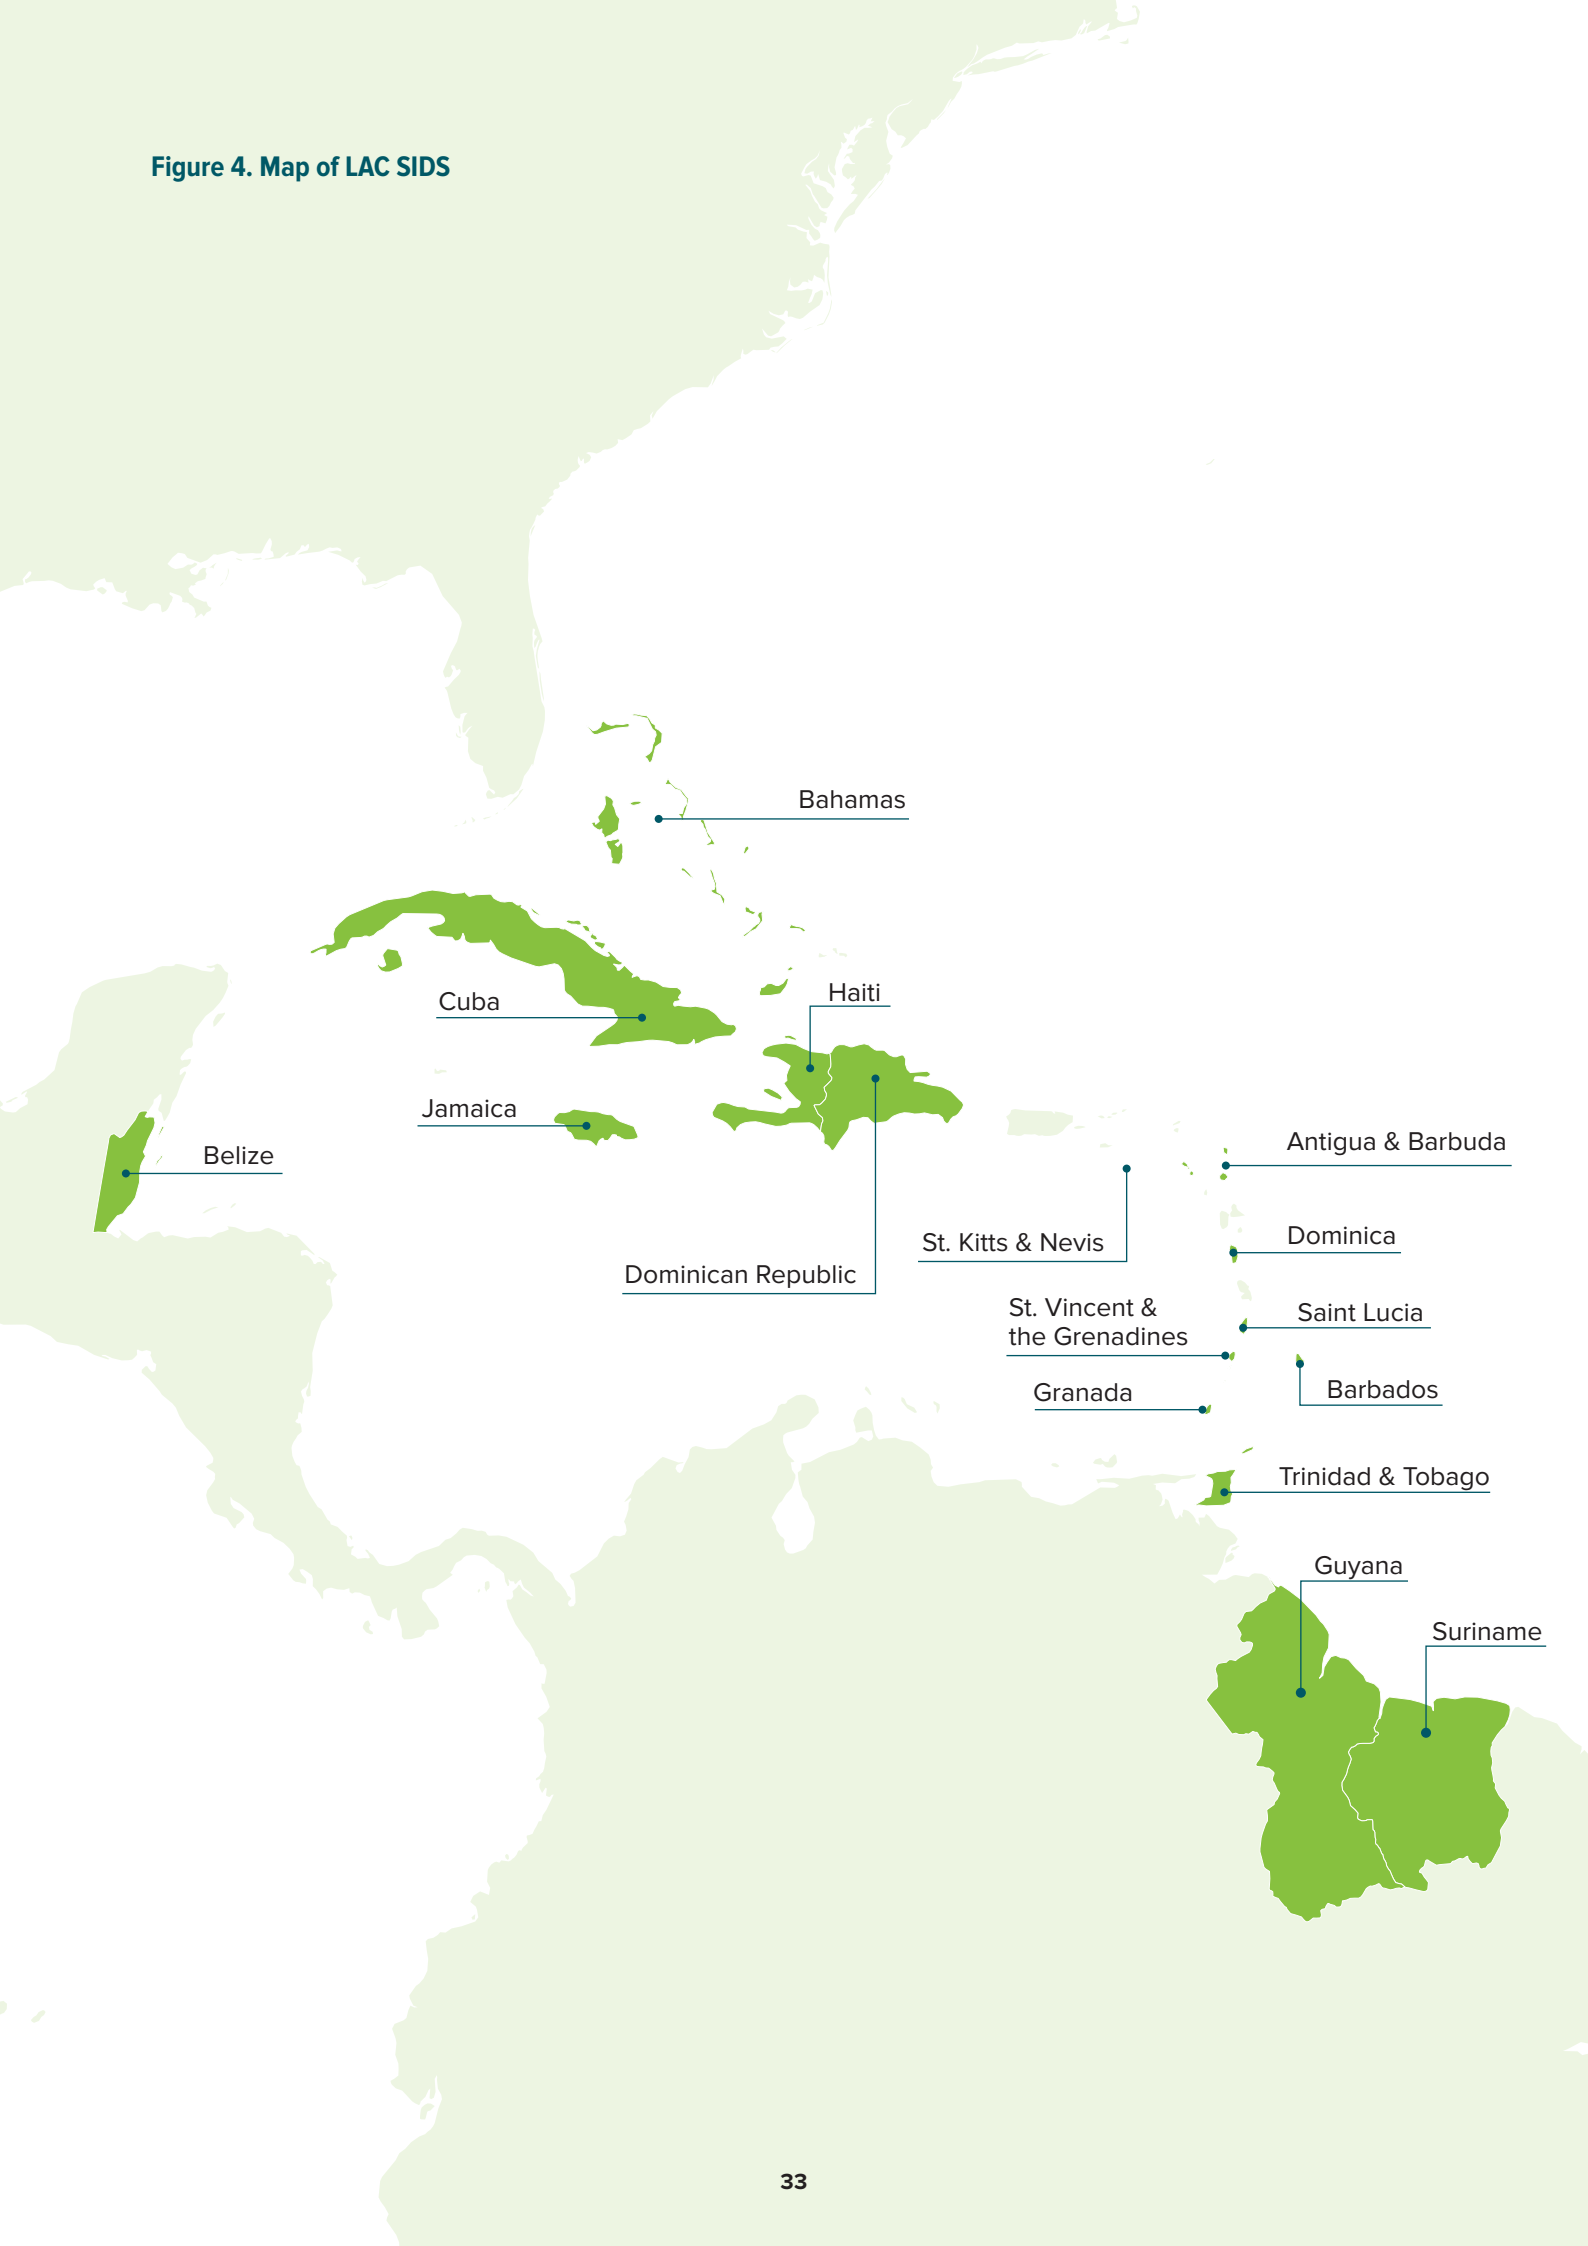 Figure 4. Map of LAC SIDS
Bahamas
Haiti
Cuba
Jamaica
Antigua & Barbuda
Belize
Dominica
St. Kitts & Nevis
Dominican Republic
St. Vincent &
the Grenadines
Saint Lucia
Granada
Barbados
Trinidad & Tobago
Guyana
Suriname
33